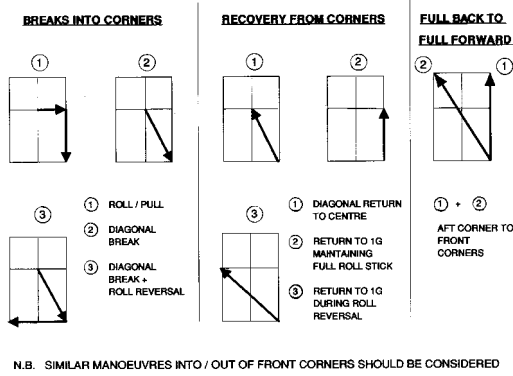 BREAKS INTO CORNERS
1
2
3
1 ROLL / PULL
2 DIAGONAL
BREAK
3 DIAGONAL
BREAK +
ROLL REVERSAL
RECOVERY FROM CORNERS
1
2
3
1 DIAGONAL RETURN
TO CENTRE
2 RETURN TO 1G
MAINTAINING
FULL ROLL STICK
3 RETURN TO 1G
DURING ROLL
REVERSAL
FULL BACK TO
FULL FORWARD
2
1
1 + 2
AFT CORNER TO
FRONT
CORNERS
N.B. SIMILAR MANOEUVRES INTO / OUT OF FRONT CORNERS SHOULD BE CONSIDERED